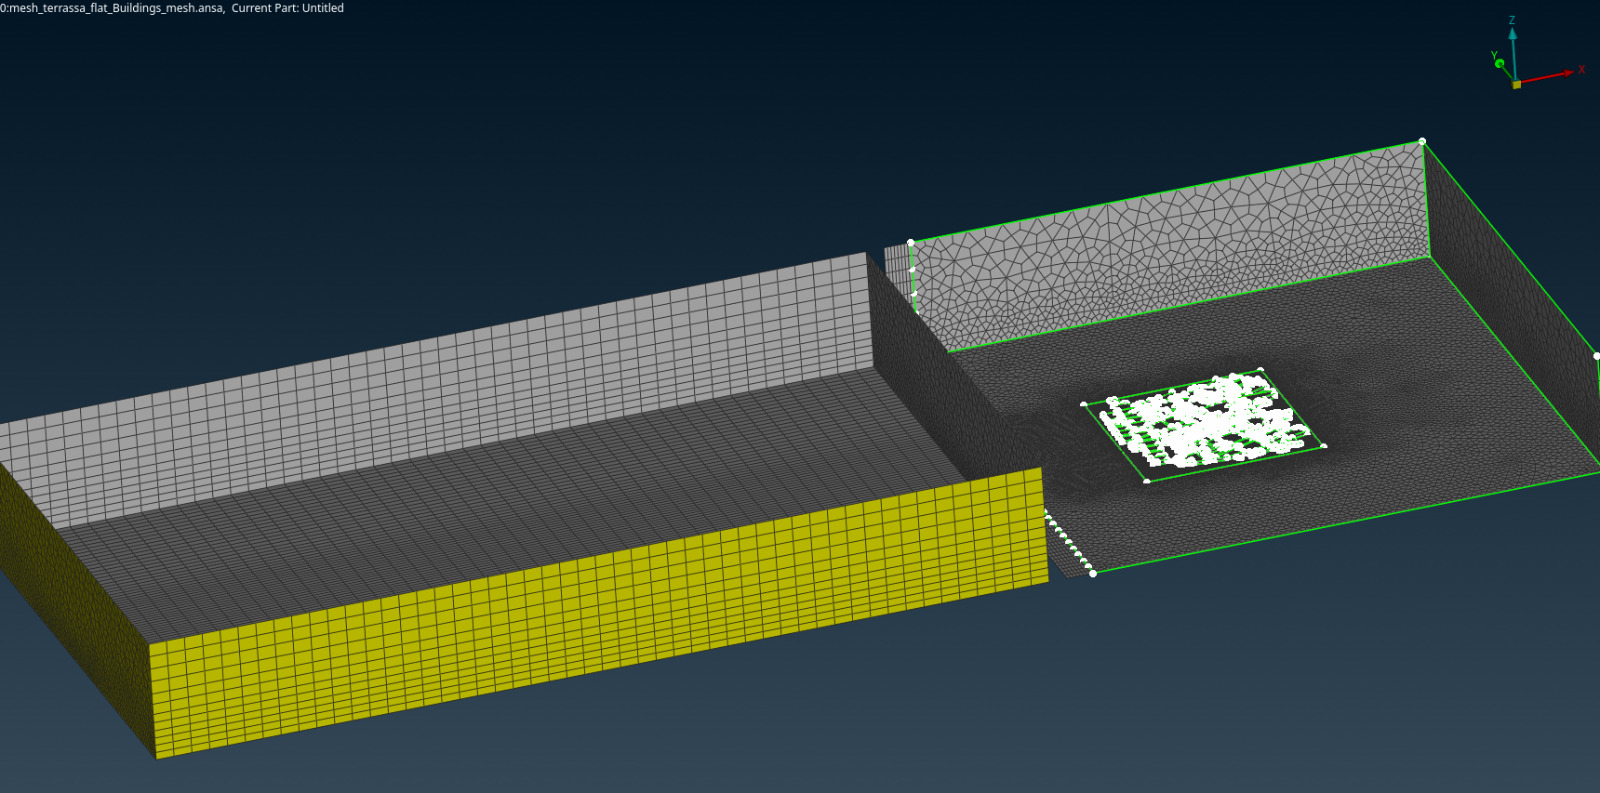 0:mesh_terrassa_flat_Buildings_mesh.ansa,  Current Part: Untitled
Z
Y
X